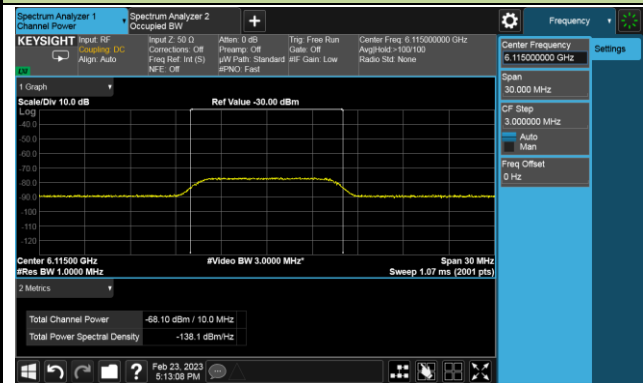 Spectrum Analyzer 1
Channel Power
Spectrum Analyzer 2
Occupied BW
Frequency
KEYSIGHT
Input: RF
Coupling: DC
Align: Auto
Input Z: 50 Ω
Corrections: Off
Freq Ref: Int (S)
NFE: Off
Atten: 0 dB
Preamp: Off
µW Path: Standard
#PNO: Fast
Trig: Free Run
Gate: Off
#IF Gain: Low
Center Freq: 6.115000000 GHz
Avg|Hold:>100/100
Radio Std: None
Center Frequency
6.115000000 GHz
Settings
Span
30.000 MHz
CF Step
3.000000 MHz
Auto
Man
Freq Offset
0 Hz
1 Graph
Scale/Div 10.0 dB
Ref Value -30.00 dBm
Log
-40.0
-50.0
-60.0
-70.0
-80.0
-90.0
-100
-110
-120
Center 6.11500 GHz
#Video BW 3.0000 MHz*
Span 30 MHz
#Res BW 1.0000 MHz
Sweep 1.07 ms (2001 pts)
2 Metrics
Total Channel Power -68.10 dBm / 10.0 MHz
Total Power Spectral Density -138.1 dBm/Hz
?
Feb 23, 2023
5:13:08 PM